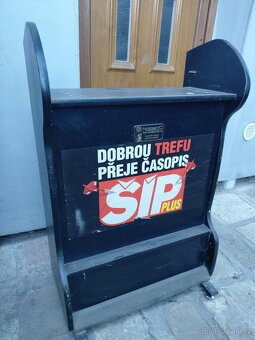 DOBROU TREFU
PŘEJE ČASOPIS
ŠÍP
PLUS